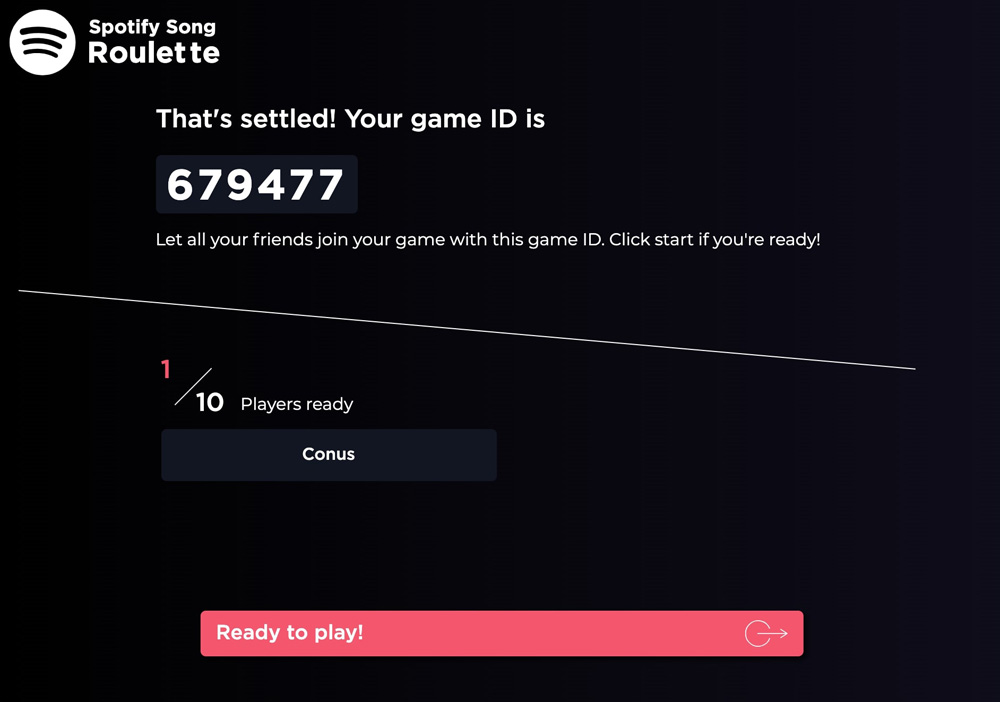 Spotify Song
Roulette
That's settled! Your game ID is
679477
Let all your friends join your game with this game ID. Click start if you're ready!
1
10 Players ready
Conus
Ready to play!